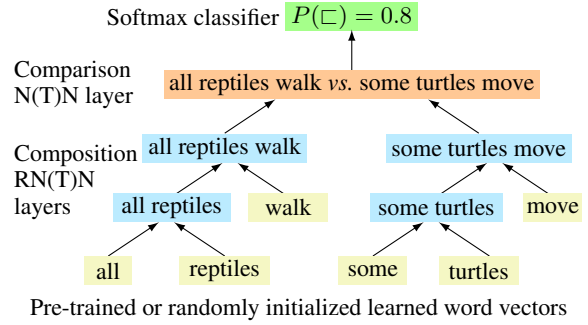 Softmax classifier P(⊏) = 0.8
Comparison
N(T)N layer
all reptiles walk vs. some turtles move
Composition
RN(T)N
layers
all reptiles walk some turtles move
all reptiles walk some turtles move
all reptiles some turtles
Pre-trained or randomly initialized learned word vectors